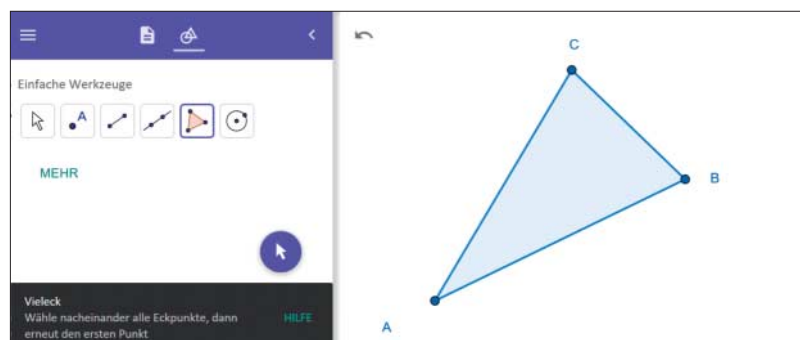 Einfache Werkzeuge
A
MEHR
Vieleck
Wähle nacheinander alle Eckpunkte, dann
erneut den ersten Punkt
HILFE
C
B
A